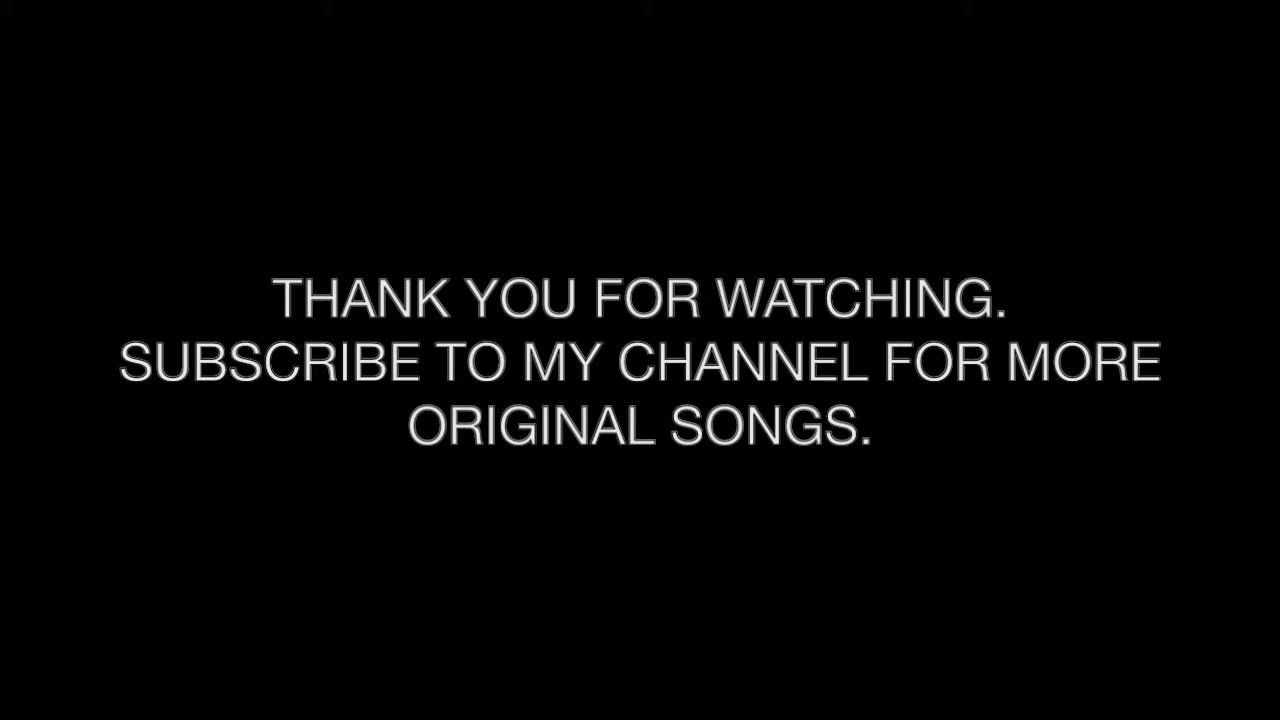 THANK YOU FOR WATCHING.
SUBSCRIBE TO MY CHANNEL FOR MORE
ORIGINAL SONGS.